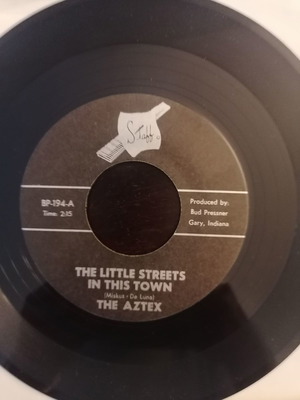 Staff
BP-194-A
Time: 2:15
Produced by:
Bud Pressner
Gary, Indiana
THE LITTLE STREETS
IN THIS TOWN
(Miskus - De Luna)
THE AZTEX